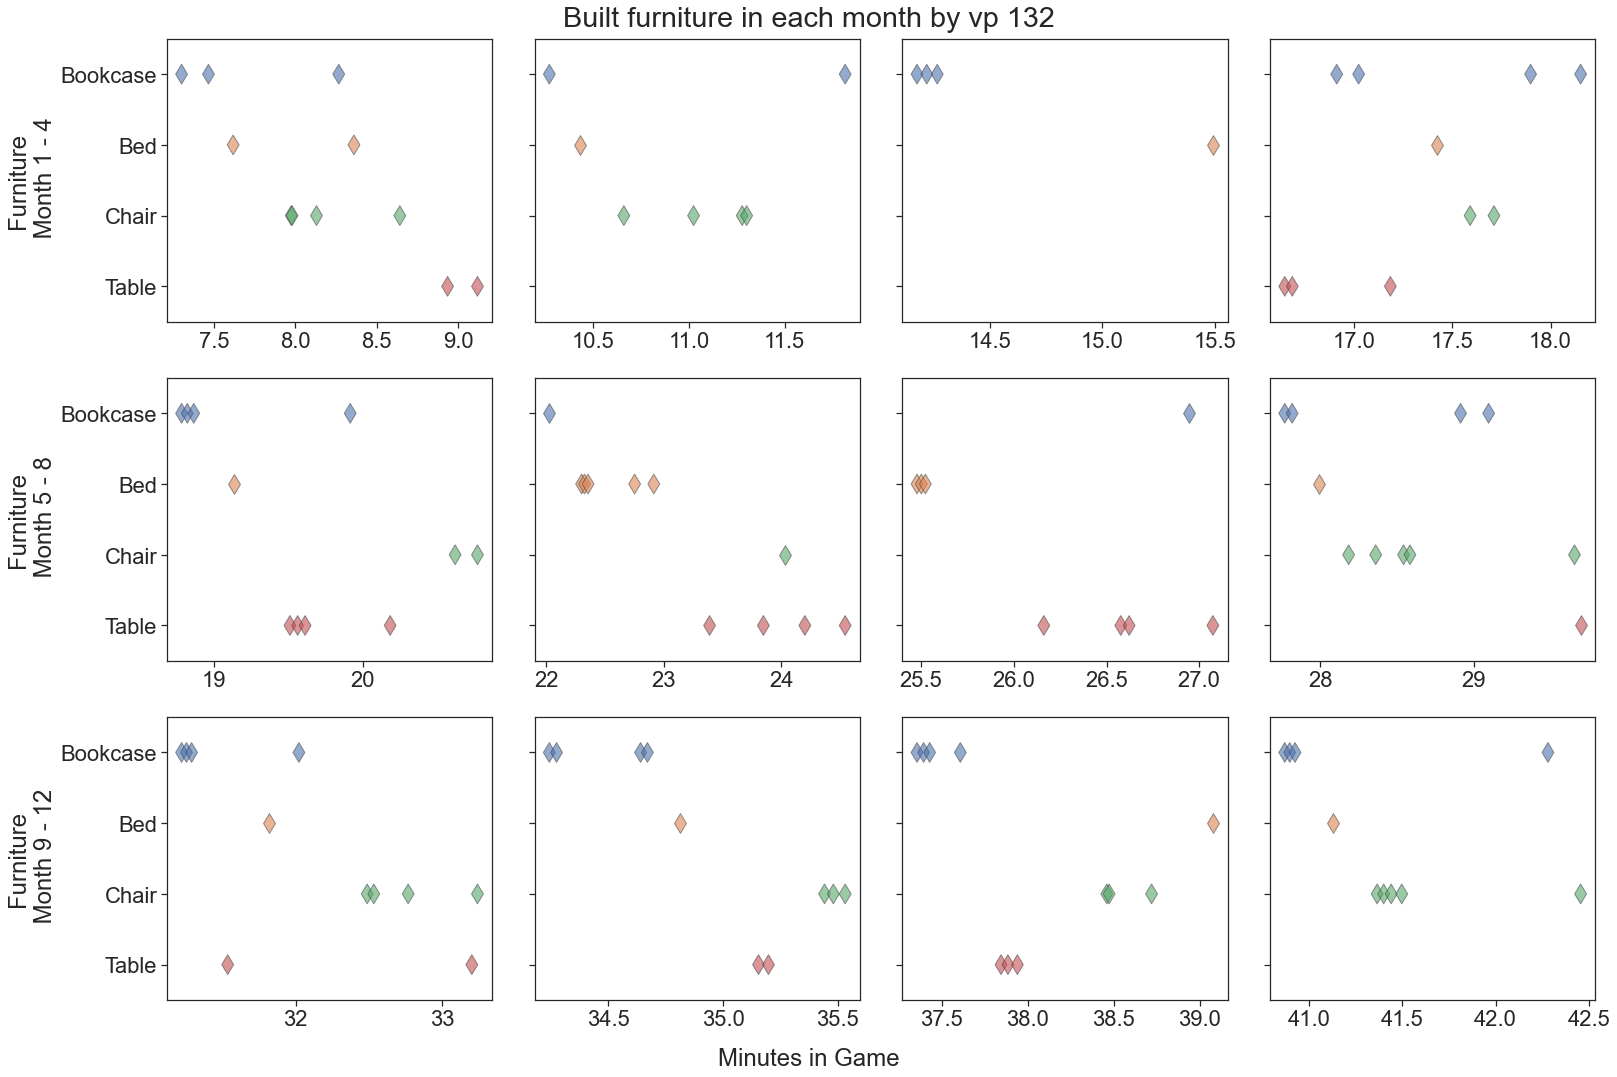 Built furniture in each month by vp 132
Furniture
Month 1 - 4
Bookcase
Bed
Chair
Table
7.5 8.0 8.5 9.0
10.5 11.0 11.5
14.5 15.0 15.5
17.0 17.5 18.0
Furniture
Month 5 - 8
Bookcase
Bed
Chair
Table
19 20
22 23 24
25.5 26.0 26.5 27.0
28 29
Furniture
Month 9 - 12
Bookcase
Bed
Chair
Table
32 33
34.5 35.0 35.5
37.5 38.0 38.5 39.0
41.0 41.5 42.0 42.5
Minutes in Game